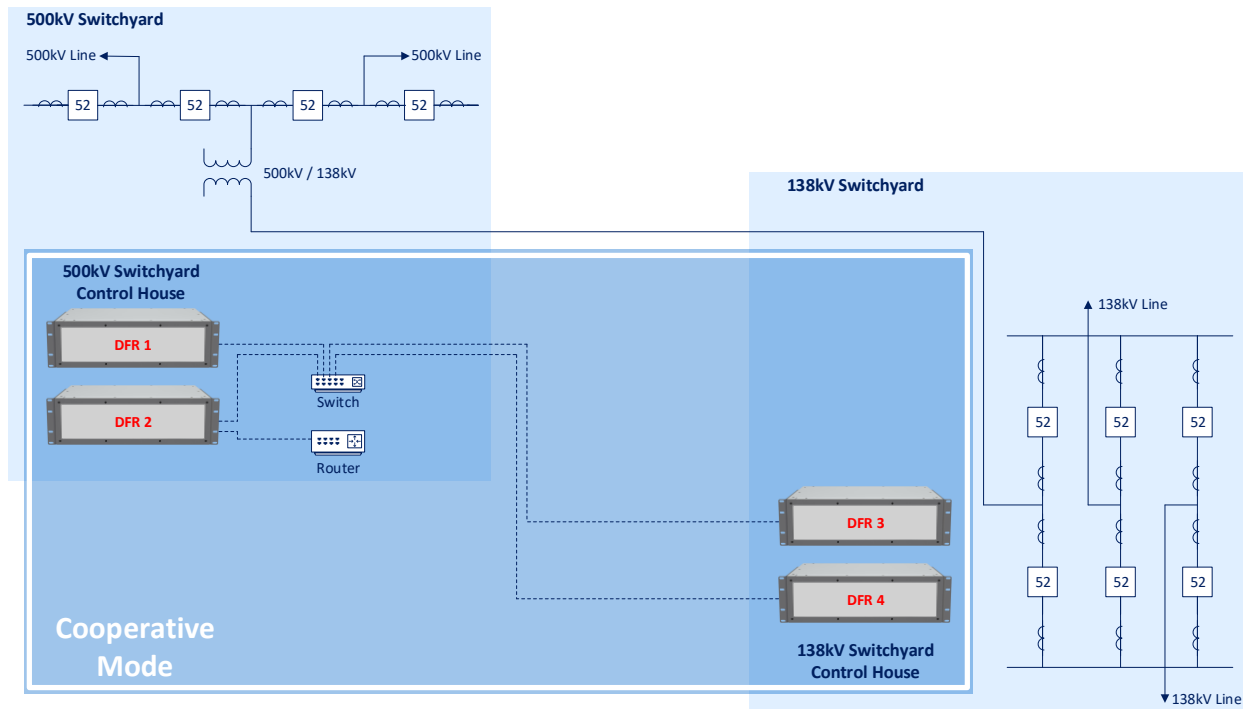 500kV Switchyard
500kV Line
500kV Line
52
52
52
52
500kV / 138kV
138kV Switchyard
500kV Switchyard
Control House
DFR 1
DFR 2
Switch
Router
138kV Line
52
52
52
DFR 3
DFR 4
52
52
52
Cooperative
Mode
138kV Switchyard
Control House
138kV Line